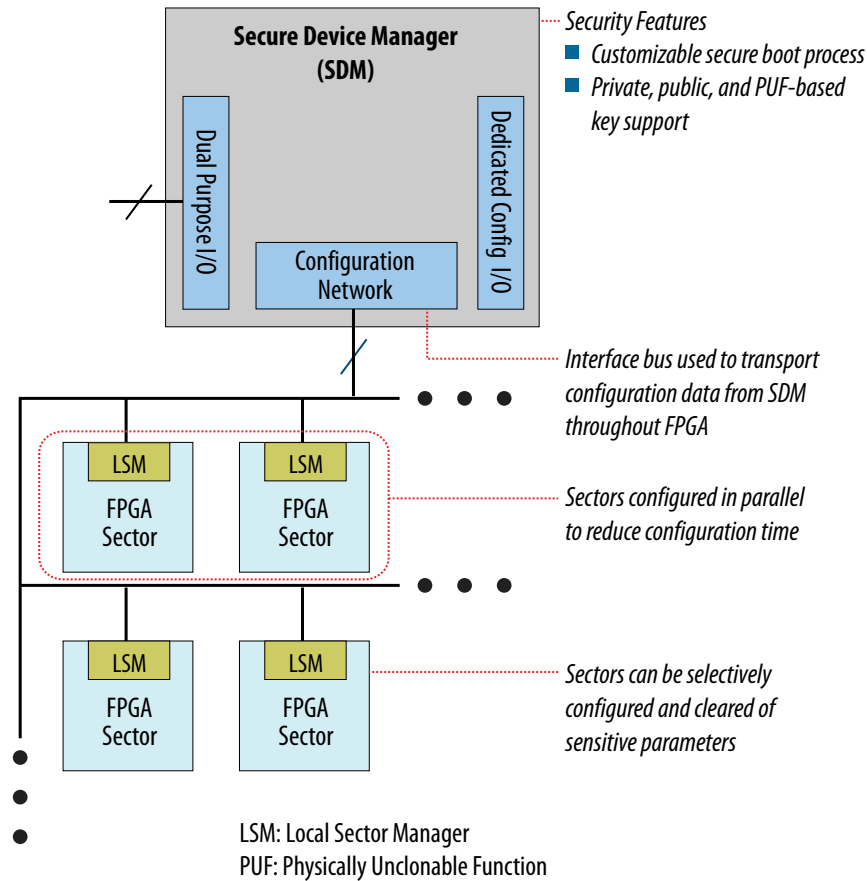 Secure Device Manager
(SDM)
Dual Purpose I/O
Configuration
Network
Dedicated Config I/O
Security Features
Customizable secure boot process
Private, public, and PUF-based
key support
Interface bus used to transport
configuration data from SDM
throughout FPGA
LSM
FPGA
Sector
LSM
FPGA
Sector
Sectors configured in parallel
to reduce configuration time
LSM
FPGA
Sector
LSM
FPGA
Sector
Sectors can be selectively
configured and cleared of
sensitive parameters
LSM: Local Sector Manager
PUF: Physically Unclonable Function